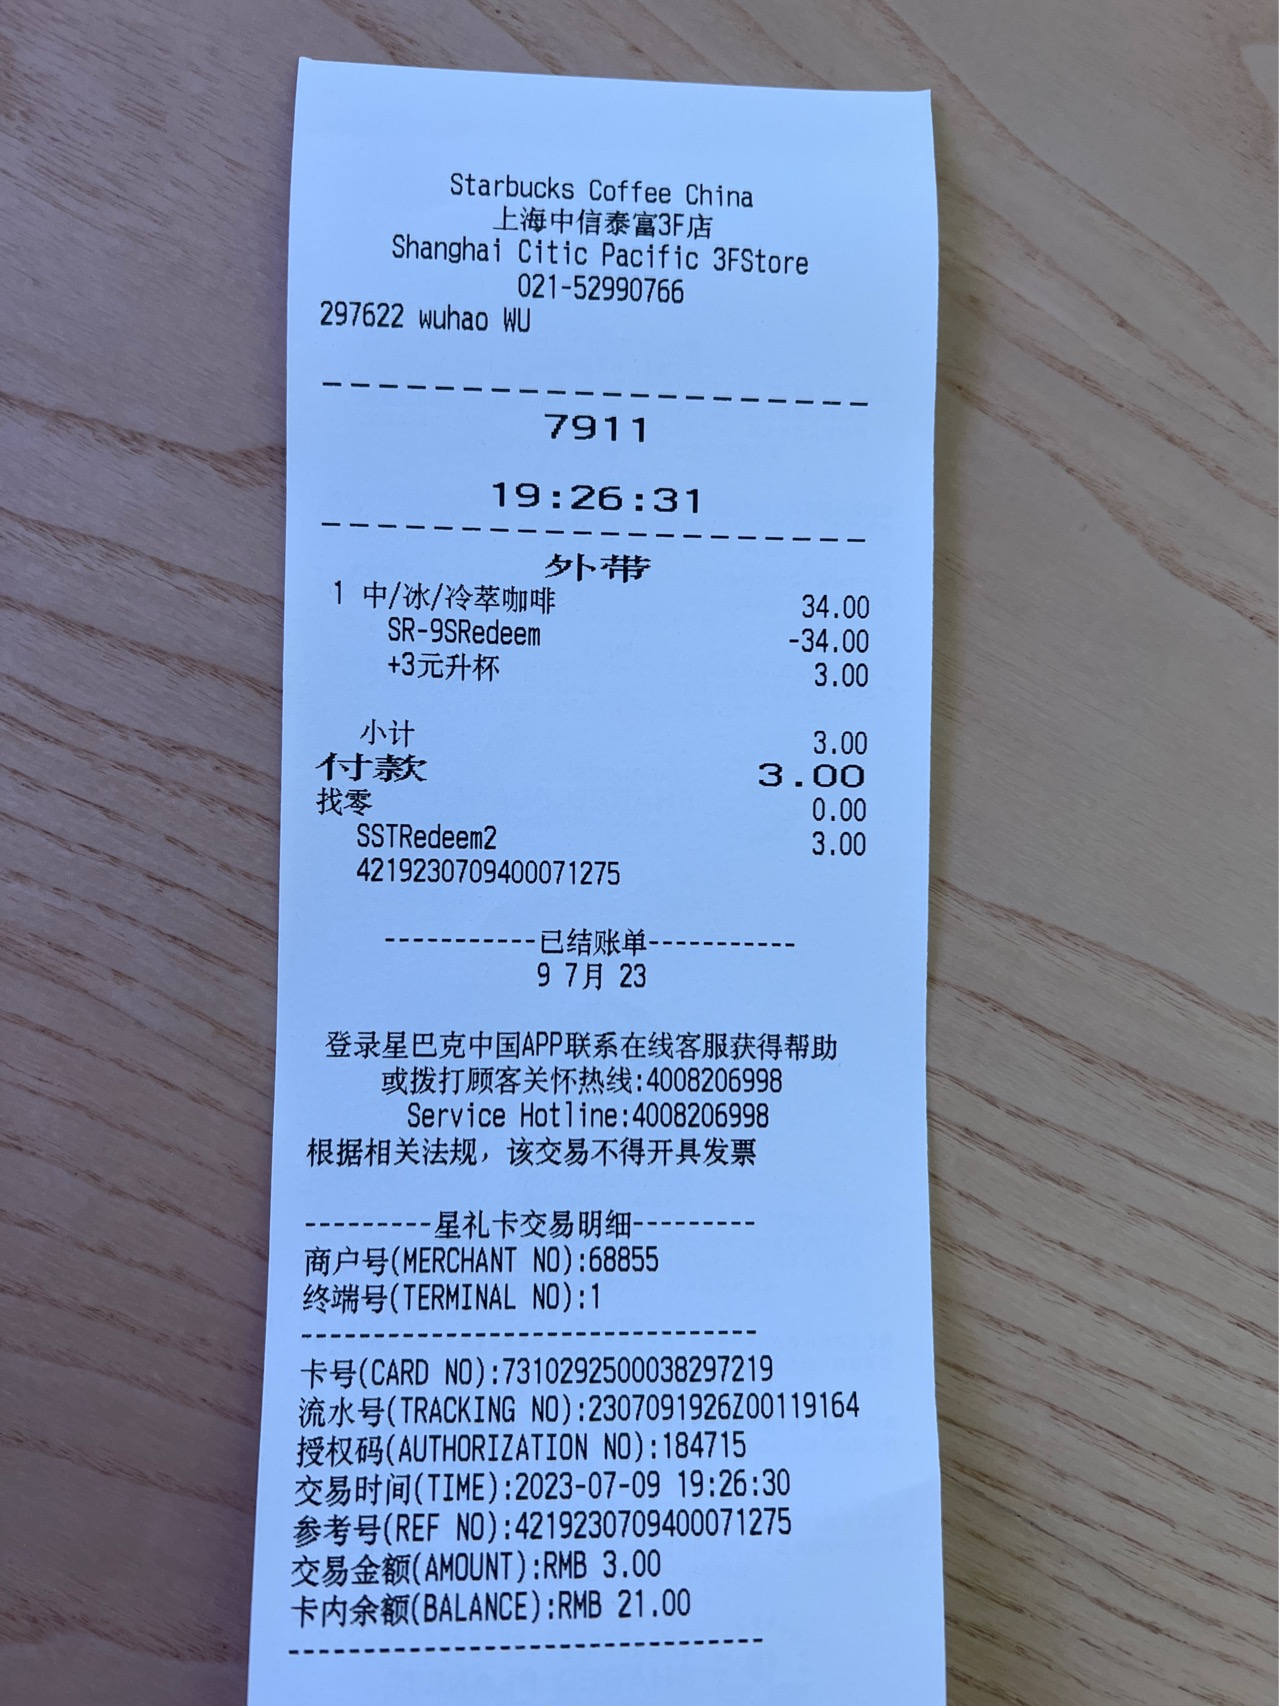 Starbucks Coffee China
上海中信泰富3F店
Shanghai Citic Pacific 3FStore
021-52990766
297622 wuhao WU
--------------------
7911
19:26:31
--------------------
外带
1 中/冰/冷萃咖啡 34.00
SR-9SRedeem -34.00
+3元升杯 3.00
小计 3.00
付款 3.00
找零 0.00
SSTRedeem2 3.00
4219230709400071275
-----------已结账单-----------
9 7月 23
登录星巴克中国APP联系在线客服获得帮助
或拨打顾客关怀热线:4008206998
Service Hotline:4008206998
根据相关法规，该交易不得开具发票
---------星礼卡交易明细---------
商户号(MERCHANT NO):68855
终端号(TERMINAL NO):1
--------------------------------
卡号(CARD NO):7310292500038297219
流水号(TRACKING NO):2307091926Z00119164
授权码(AUTHORIZATION NO):184715
交易时间(TIME):2023-07-09 19:26:30
参考号(REF NO):4219230709400071275
交易金额(AMOUNT):RMB 3.00
卡内余额(BALANCE):RMB 21.00
---------------------------------